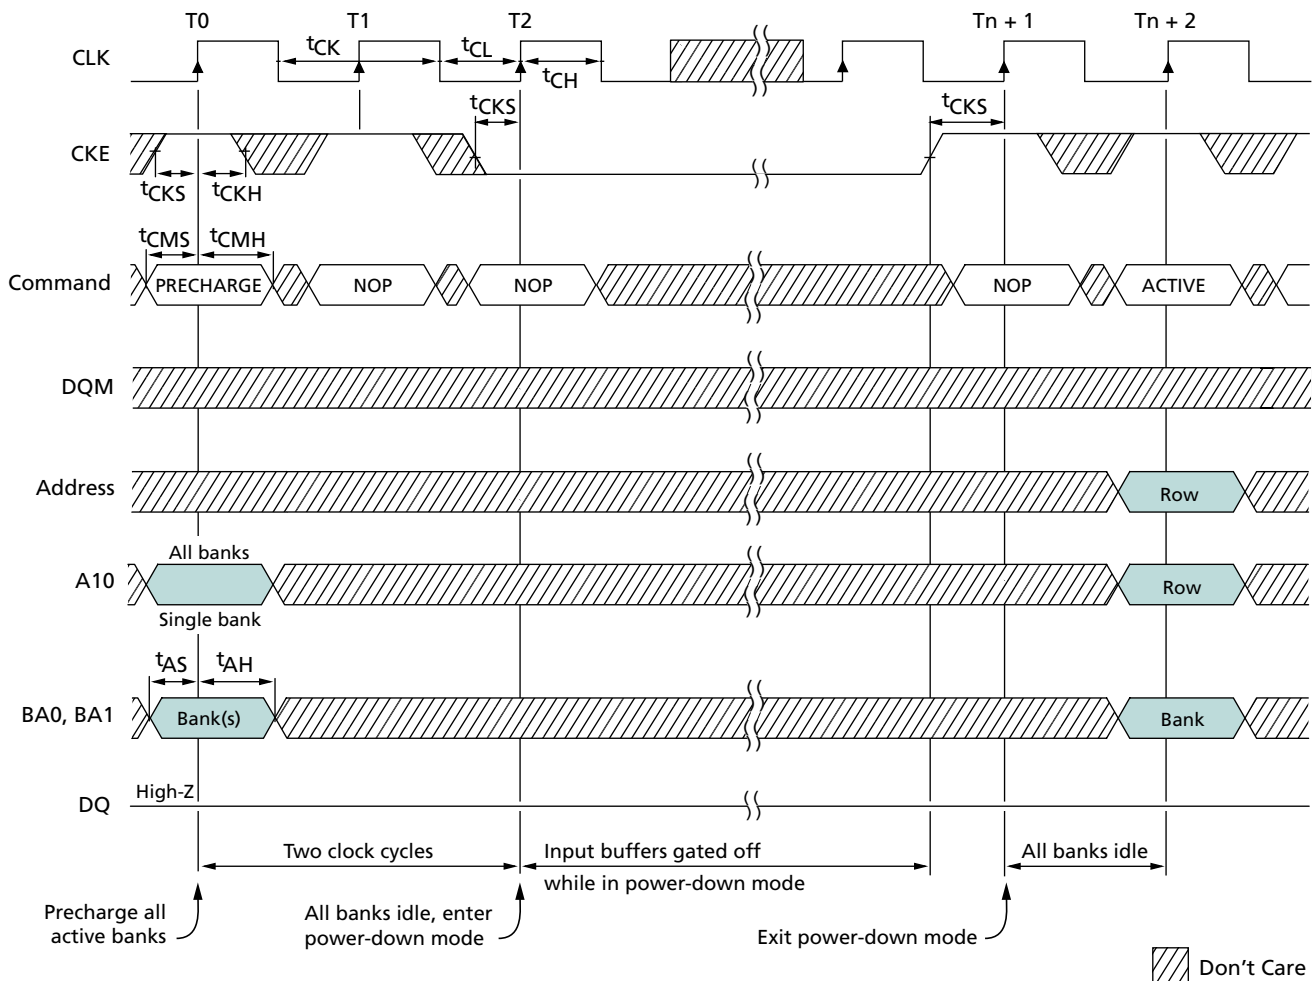 T0 T1 T2 Tn + 1 Tn + 2
CLK
tCK tCL
tCH
tCKS tCKS
CKE
tCKS tCKH
tCMS tCMH
Command PRECHARGE NOP NOP NOP ACTIVE
DQM
Address Row
All banks
A10 Row
Single bank
tAS tAH
BA0, BA1 Bank(s) Bank
High-Z
DQ
Two clock cycles Input buffers gated off All banks idle
while in power-down mode
Precharge all All banks idle, enter
active banks power-down mode Exit power-down mode
Don't Care